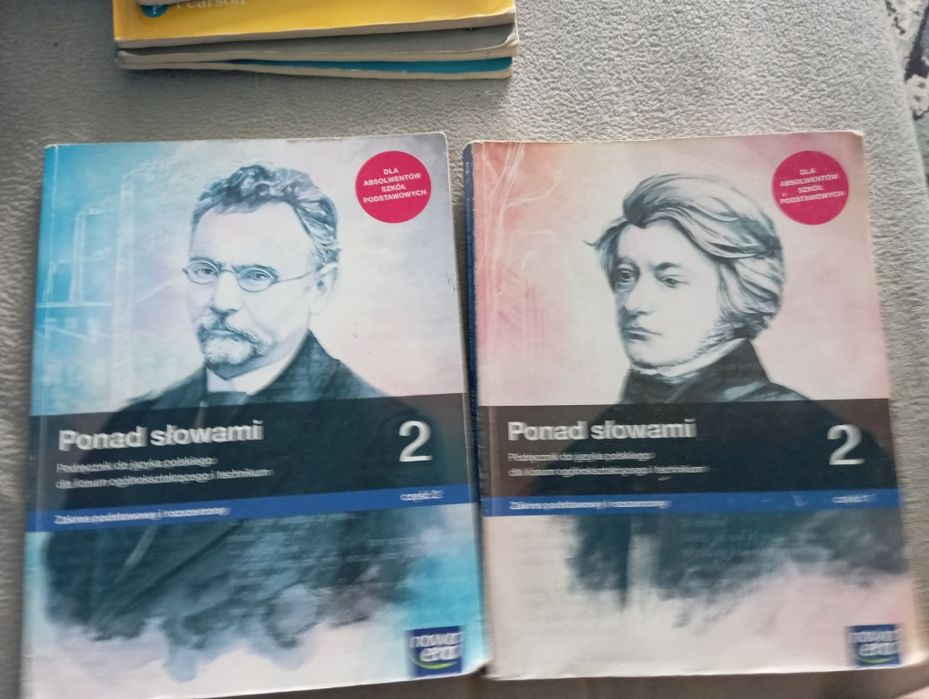 Pearson
DLA
ABSOLWENTÓW
SZKÓŁ
PODSTAWOWYCH
Ponad słowami
2
Podręcznik do języka polskiego
dla liceum ogólnokształcącego i technikum
część 2
Zakres podstawowy i rozszerzony
nowa
era
DLA
ABSOLWENTÓW
SZKÓŁ
PODSTAWOWYCH
Ponad słowami
2
Podręcznik do języka polskiego
dla liceum ogólnokształcącego i technikum
część 1
Zakres podstawowy i rozszerzony
nowa
era